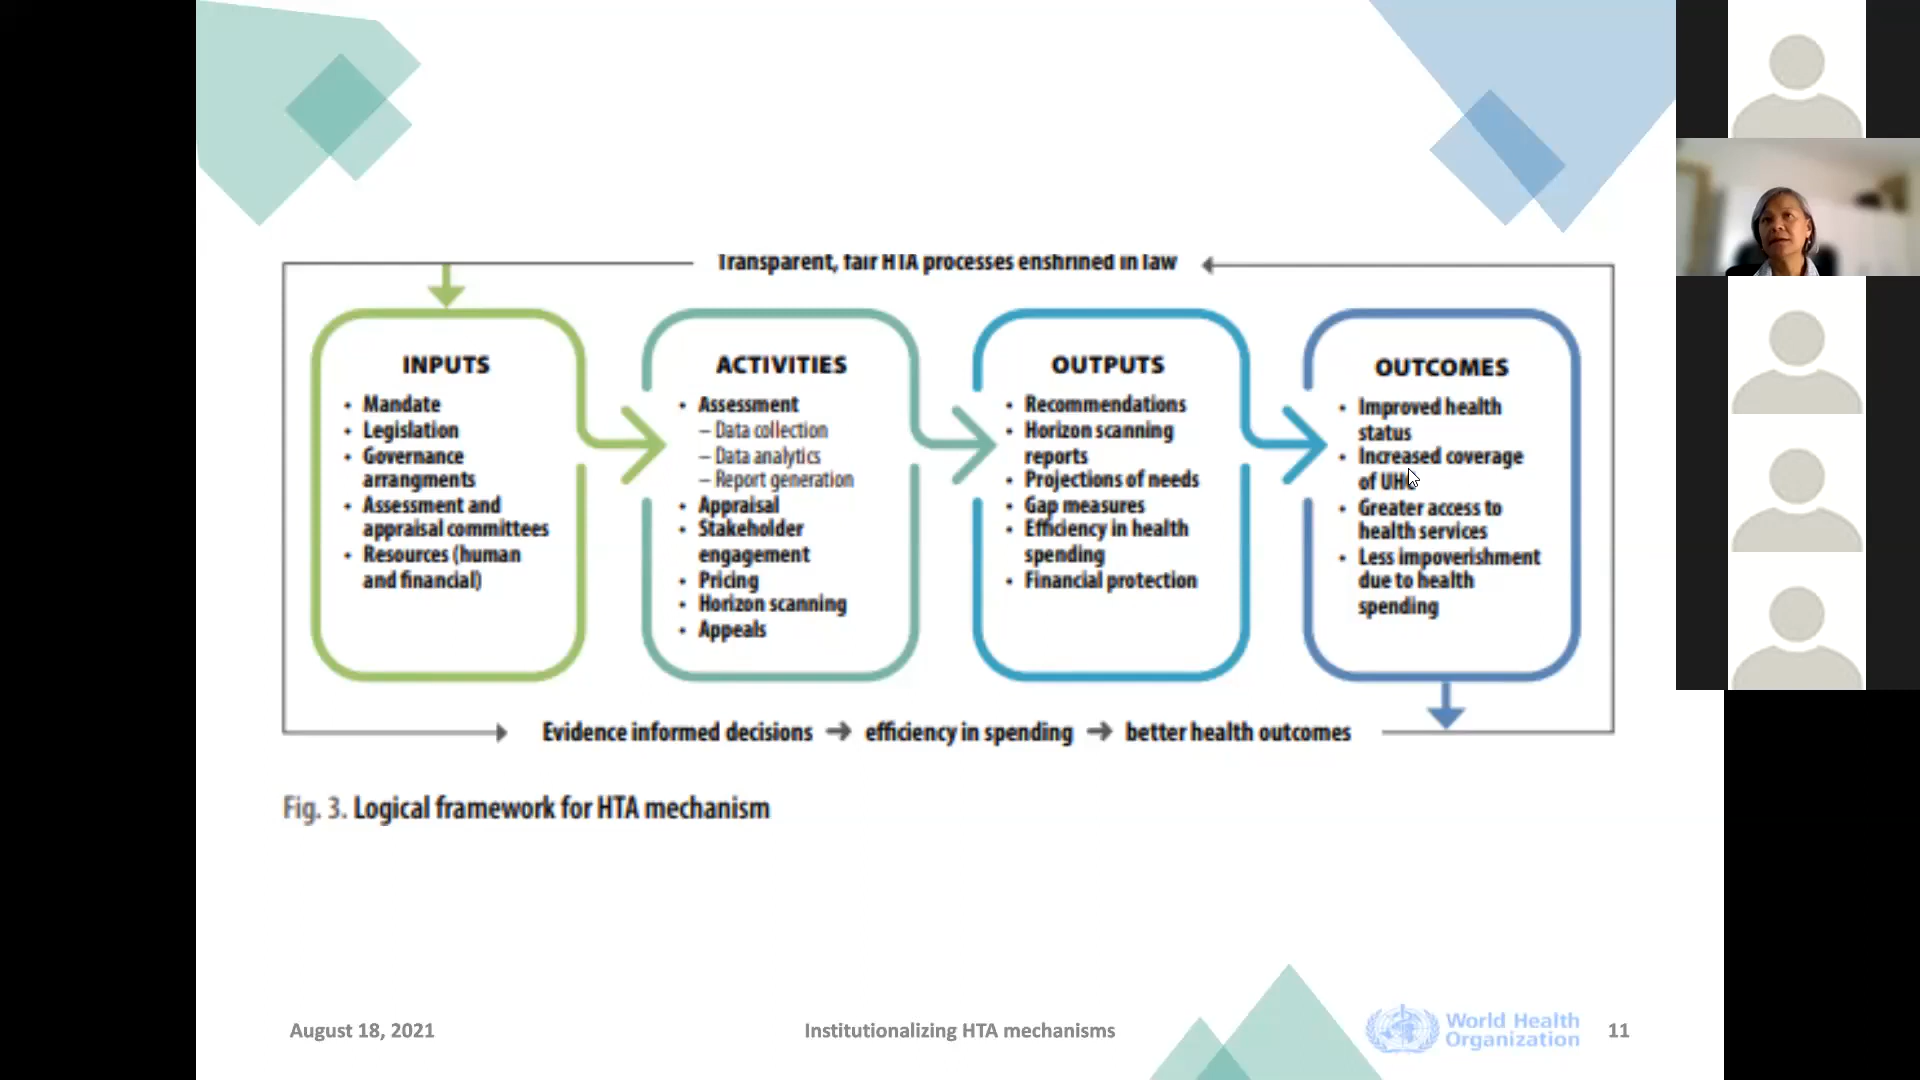 Transparent, fair HTA processes enshrined in law
INPUTS
• Mandate
• Legislation
• Governance
arrangments
• Assessment and
appraisal committees
• Resources (human
and financial)
ACTIVITIES
• Assessment
– Data collection
– Data analytics
– Report generation
• Appraisal
• Stakeholder
engagement
• Pricing
• Horizon scanning
• Appeals
OUTPUTS
• Recommendations
• Horizon scanning
reports
• Projections of needs
• Gap measures
• Efficiency in health
spending
• Financial protection
OUTCOMES
• Improved health
status
• Increased coverage
of UHC
• Greater access to
health services
• Less impoverishment
due to health
spending
Evidence informed decisions → efficiency in spending → better health outcomes
Fig. 3. Logical framework for HTA mechanism
August 18, 2021
Institutionalizing HTA mechanisms
World Health
Organization
11